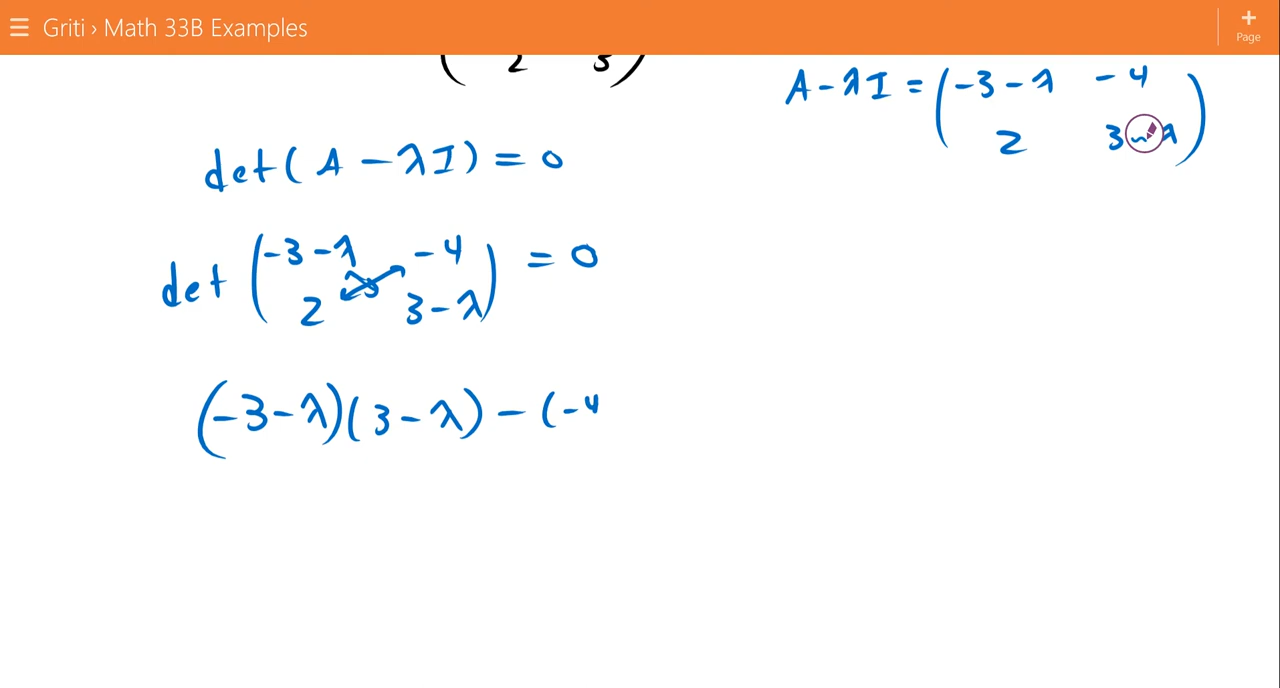 Griti › Math 33B Examples
+
Page
2 3
A - λI = (-3 - λ -4
2 3 - λ)
det(A - λI) = 0
det (-3 - λ -4
2 3 - λ) = 0
(-3 - λ)(3 - λ) - (-4